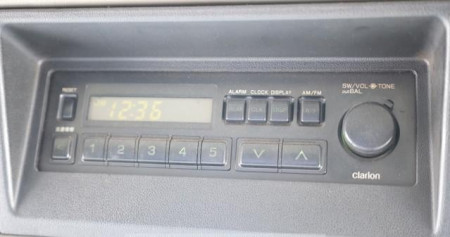 RESET
12:36
ALARM CLOCK DISPLAY AM/FM
SW/VOL TONE
BAL
1 2 3 4 5
clarion